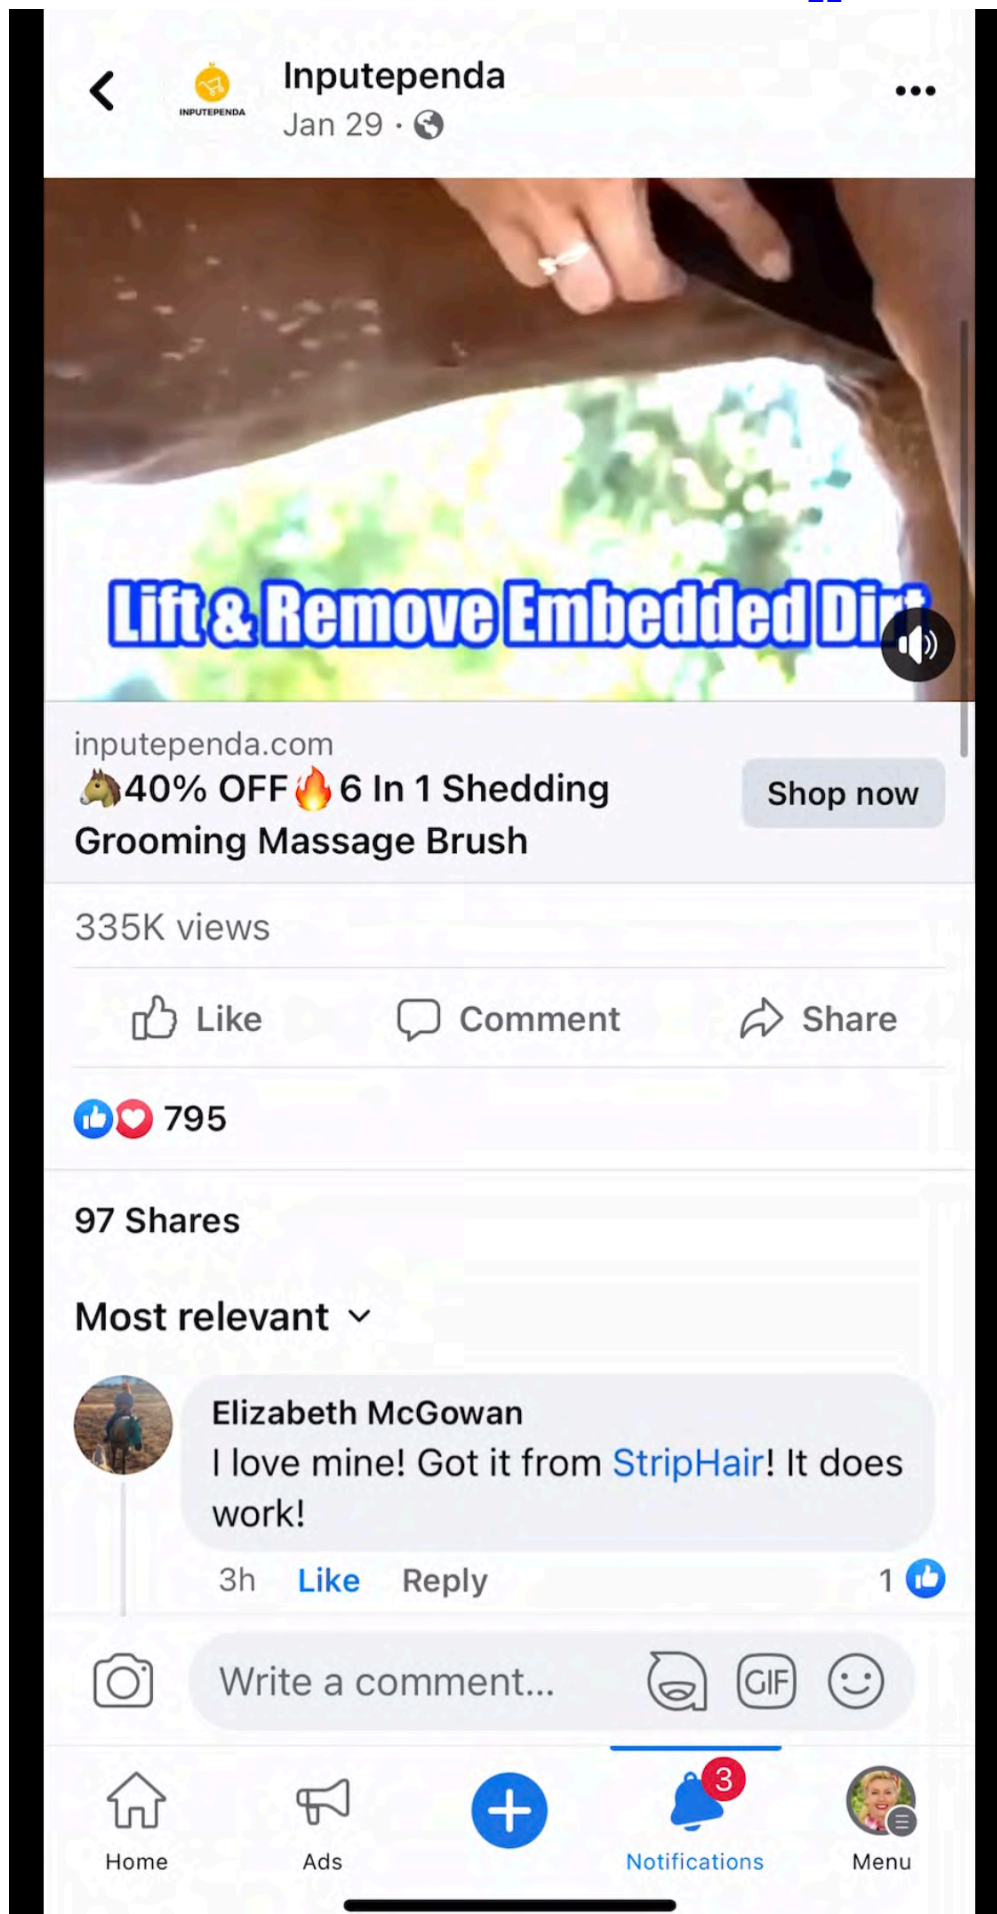 Inputependa
INPUTEPENDA
Jan 29 ·
Lift & Remove Embedded Dirt
inputependa.com
🐴40% OFF🔥6 In 1 Shedding
Grooming Massage Brush
Shop now
335K views
Like Comment Share
795
97 Shares
Most relevant
Elizabeth McGowan
I love mine! Got it from StripHair! It does
work!
3h Like Reply 1
Write a comment...
GIF
3
Home Ads Notifications Menu